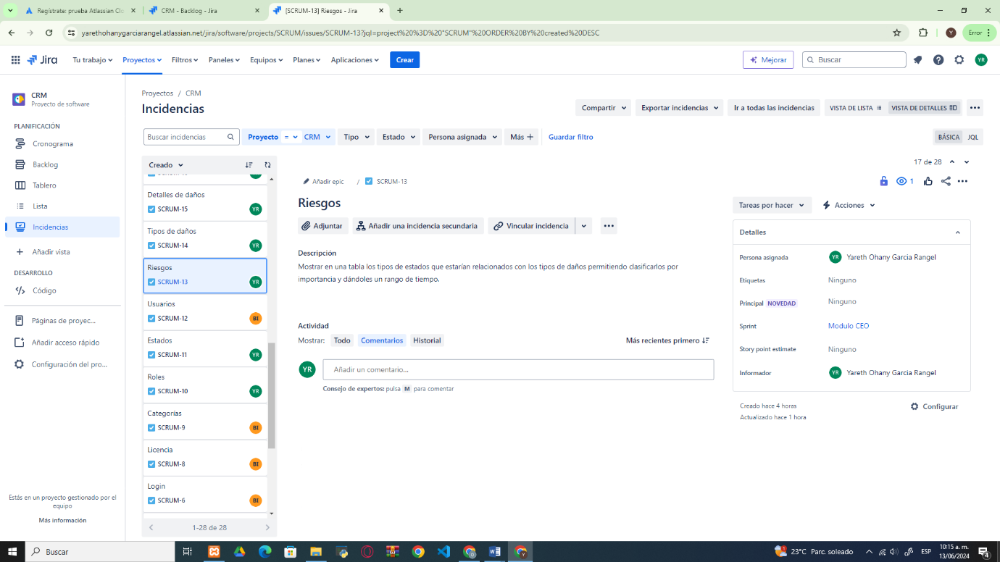 Regístrate: prueba Atlassian Clo
CRM - Backlog - Jira
[SCRUM-13] Riesgos - Jira
yarethohanygarciarangel.atlassian.net/jira/software/projects/SCRUM/issues/SCRUM-13?jql=project%20%3D%20"SCRUM"%20ORDER%20BY%20created%20DESC
Y
Error
Jira
Tu trabajo
Proyectos
Filtros
Paneles
Equipos
Planes
Aplicaciones
Crear
Mejorar
Buscar
YR
CRM
Proyecto de software
PLANIFICACIÓN
Cronograma
Backlog
Tablero
Lista
Incidencias
Añadir vista
DESARROLLO
Código
Páginas de proyec...
Añadir acceso rápido
Configuración del pro...
Estás en un proyecto gestionado por el
equipo
Más información
Proyectos / CRM
Incidencias
Compartir
Exportar incidencias
Ir a todas las incidencias
VISTA DE LISTA
VISTA DE DETALLES
Buscar incidencias
Proyecto = CRM
Tipo
Estado
Persona asignada
Más
Guardar filtro
BÁSICA
JQL
Creado
Detalles de daños
SCRUM-15 YR
Tipos de daños
SCRUM-14 YR
Riesgos
SCRUM-13 YR
Usuarios
SCRUM-12 BI
Estados
SCRUM-11 YR
Roles
SCRUM-10 YR
Categorías
SCRUM-9 BI
Licencia
SCRUM-8 BI
Login
SCRUM-6 BI
1-28 de 28
17 de 28
Añadir epic / SCRUM-13
1
Riesgos
Adjuntar
Añadir una incidencia secundaria
Vincular incidencia
Descripción
Mostrar en una tabla los tipos de estados que estarían relacionados con los tipos de daños permitiendo clasificarlos por
importancia y dándoles un rango de tiempo.
Actividad
Mostrar: Todo Comentarios Historial
Más recientes primero
YR
Añadir un comentario...
Consejo de expertos: pulsa M para comentar
Tareas por hacer
Acciones
Detalles
Persona asignada YR Yareth Ohany Garcia Rangel
Etiquetas Ninguno
Principal NOVEDAD Ninguno
Sprint Modulo CEO
Story point estimate Ninguno
Informador YR Yareth Ohany Garcia Rangel
Creado hace 4 horas
Actualizado hace 1 hora
Configurar
Buscar
23°C Parc. soleado
ESP
10:15 a. m.
13/06/2024
4